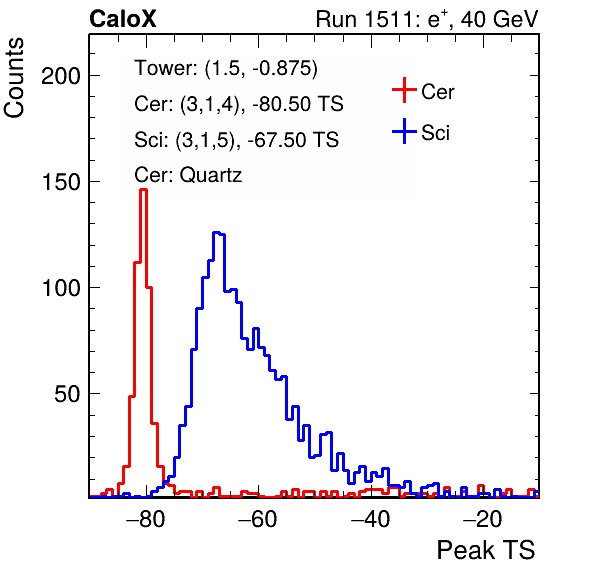 CaloX Run 1511: e⁺, 40 GeV
Counts
Tower: (1.5, -0.875)
Cer: (3,1,4), -80.50 TS
Sci: (3,1,5), -67.50 TS
Cer: Quartz
Cer
Sci
200
150
100
50
−80 −60 −40 −20
Peak TS